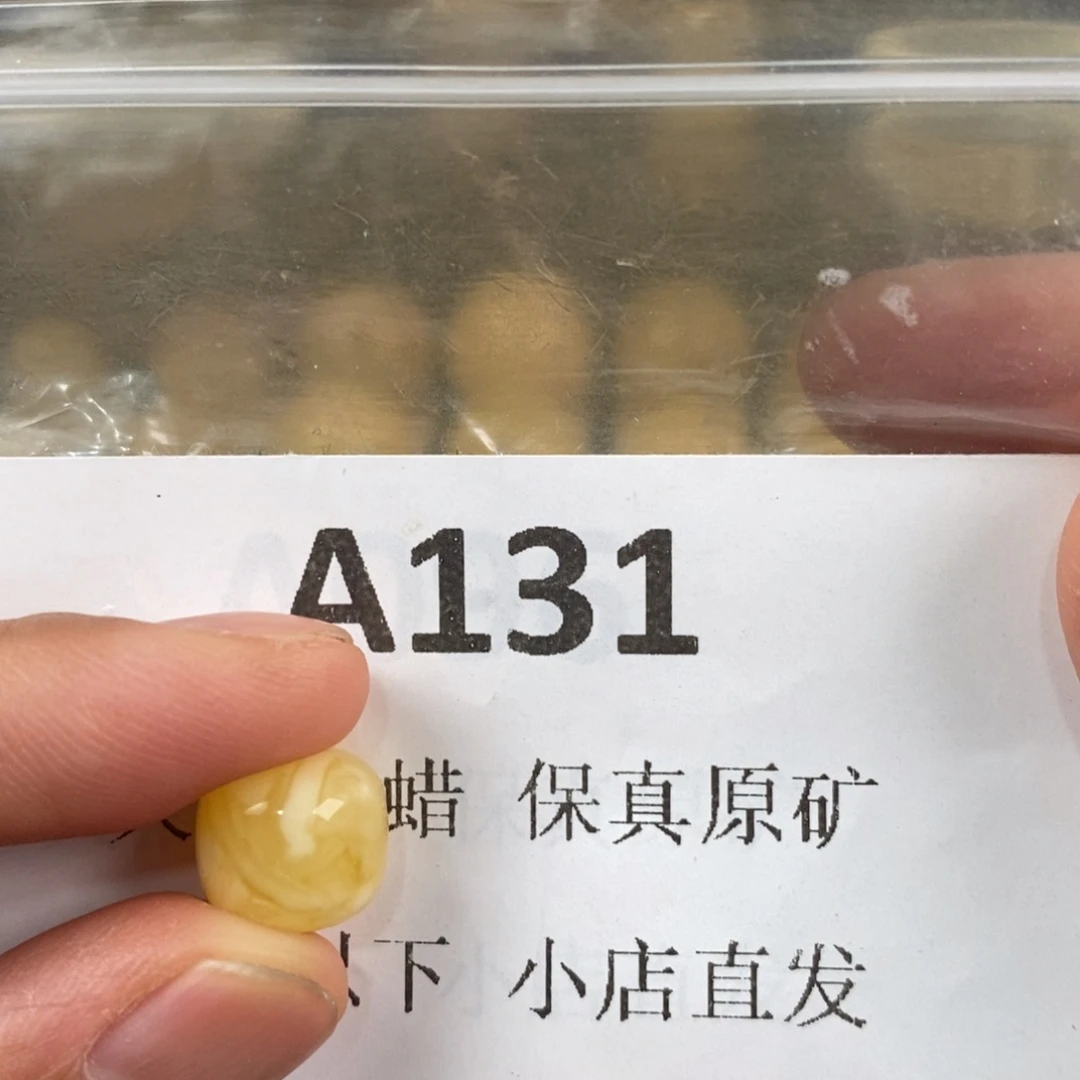 A131
蜡 保真原矿
下 小店直发